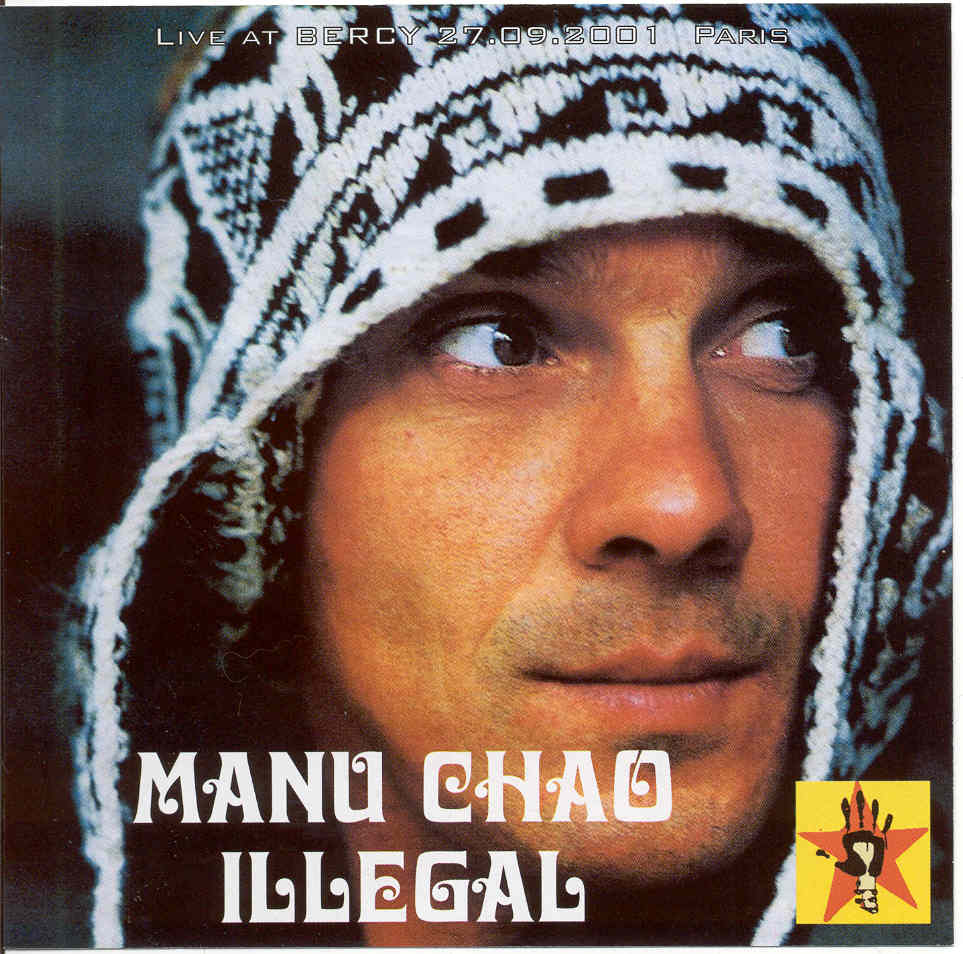 LIVE AT BERCY 27.09.2001 PARIS
MANU CHAO
ILLEGAL